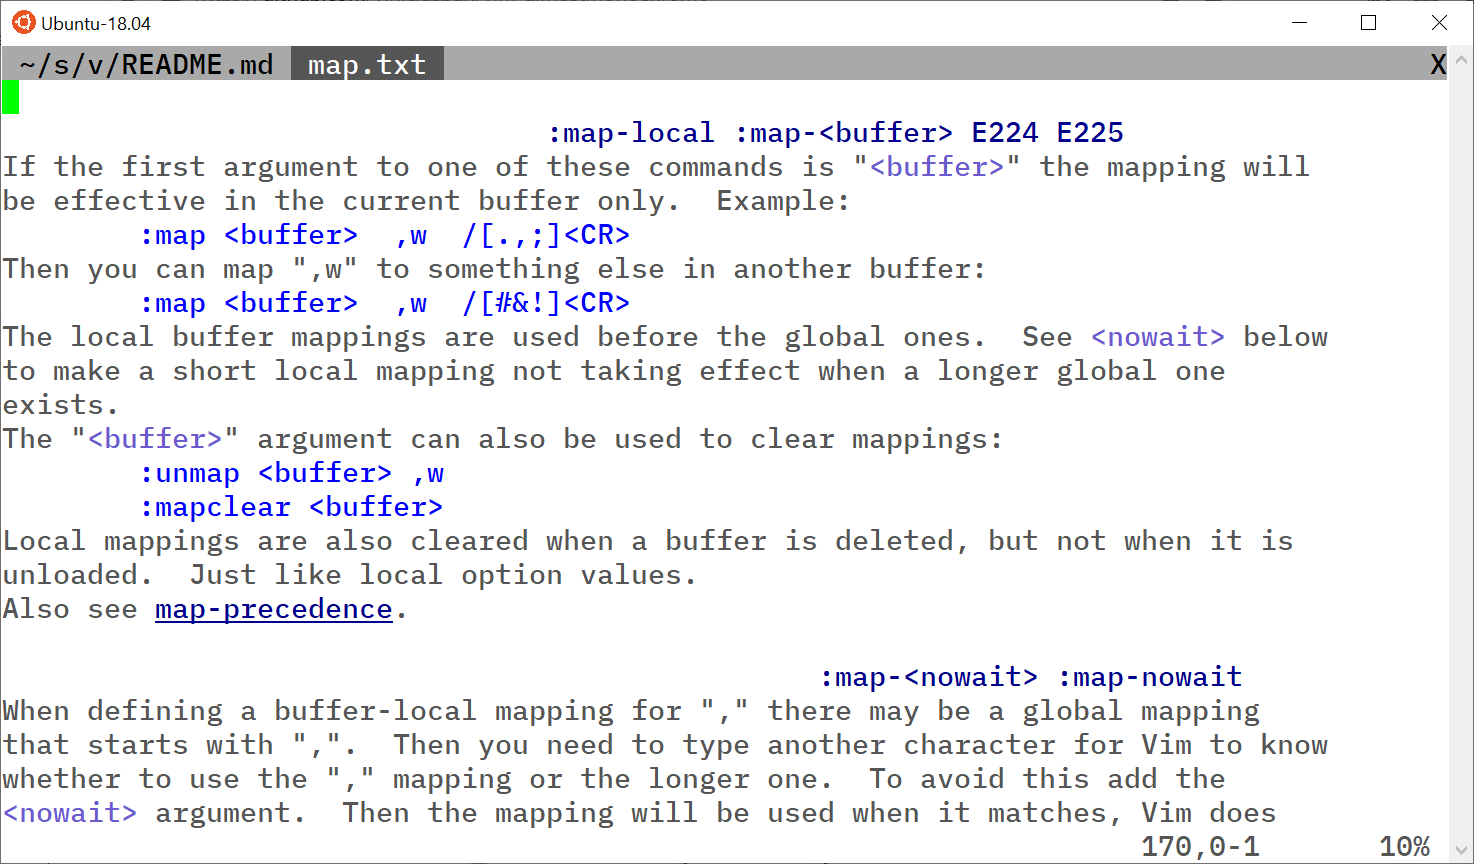 Ubuntu-18.04
~/s/v/README.md map.txt X
:map-local :map-<buffer> E224 E225
If the first argument to one of these commands is "<buffer>" the mapping will
be effective in the current buffer only.  Example:
:map <buffer>  ,w  /[.,;]<CR>
Then you can map ",w" to something else in another buffer:
:map <buffer>  ,w  /[#&!]<CR>
The local buffer mappings are used before the global ones.  See <nowait> below
to make a short local mapping not taking effect when a longer global one
exists.
The "<buffer>" argument can also be used to clear mappings:
:unmap <buffer> ,w
:mapclear <buffer>
Local mappings are also cleared when a buffer is deleted, but not when it is
unloaded.  Just like local option values.
Also see map-precedence.
:map-<nowait> :map-nowait
When defining a buffer-local mapping for "," there may be a global mapping
that starts with ",".  Then you need to type another character for Vim to know
whether to use the "," mapping or the longer one.  To avoid this add the
<nowait> argument.  Then the mapping will be used when it matches, Vim does
170,0-1 10%